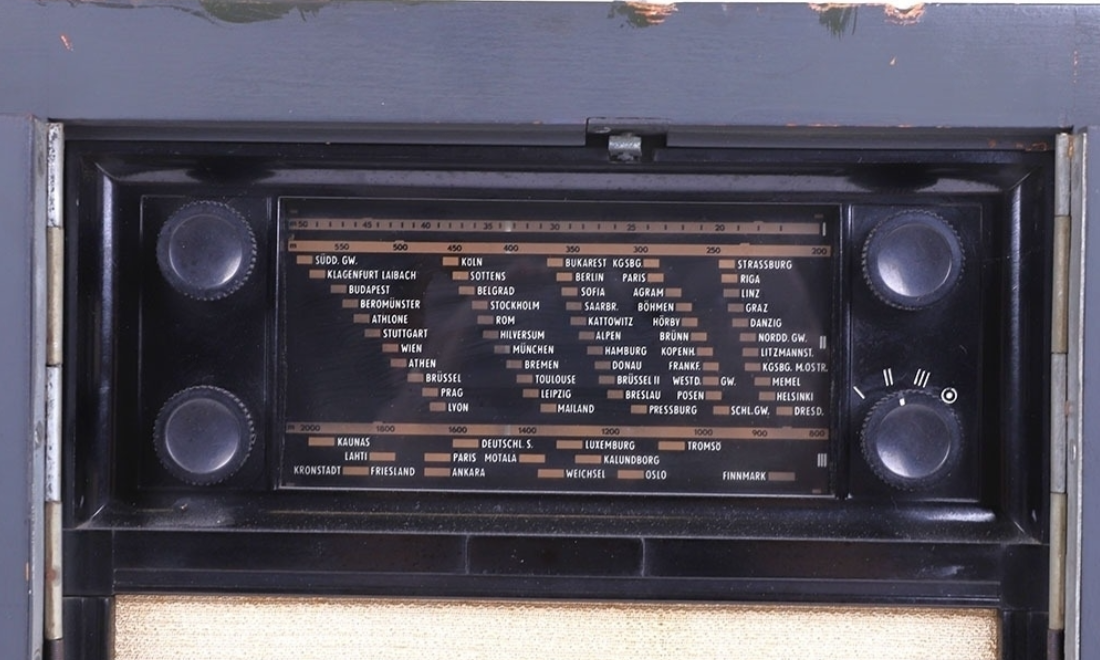 m 50 45 40 35 30 25 20 I
m 550 500 450 400 350 300 250 200
SÜDD. GW. KÖLN BUKAREST KGSBG. STRASSBURG
KLAGENFURT LAIBACH SOTTENS BERLIN PARIS RIGA
BUDAPEST BELGRAD SOFIA AGRAM LINZ
BEROMÜNSTER STOCKHOLM SAARBR. BÖHMEN GRAZ
ATHLONE ROM KATTOWITZ HÖRBY DANZIG
STUTTGART HILVERSUM ALPEN BRÜNN NORDD. GW. II
WIEN MÜNCHEN HAMBURG KOPENH. LITZMANNST.
ATHEN BREMEN DONAU FRANKF. KGSBG. M.OSTR.
BRÜSSEL TOULOUSE BRÜSSEL II WESTD. GW. MEMEL
PRAG LEIPZIG BRESLAU POSEN HELSINKI
LYON MAILAND PRESSBURG SCHL.GW. DRESD.
m 2000 1800 1600 1400 1200 1000 900 800
KAUNAS DEUTSCHL. S. LUXEMBURG TROMSÖ
LAHTI PARIS MOTALA KALUNDBORG III
KRONSTADT FRIESLAND ANKARA WEICHSEL OSLO FINNMARK
I II III